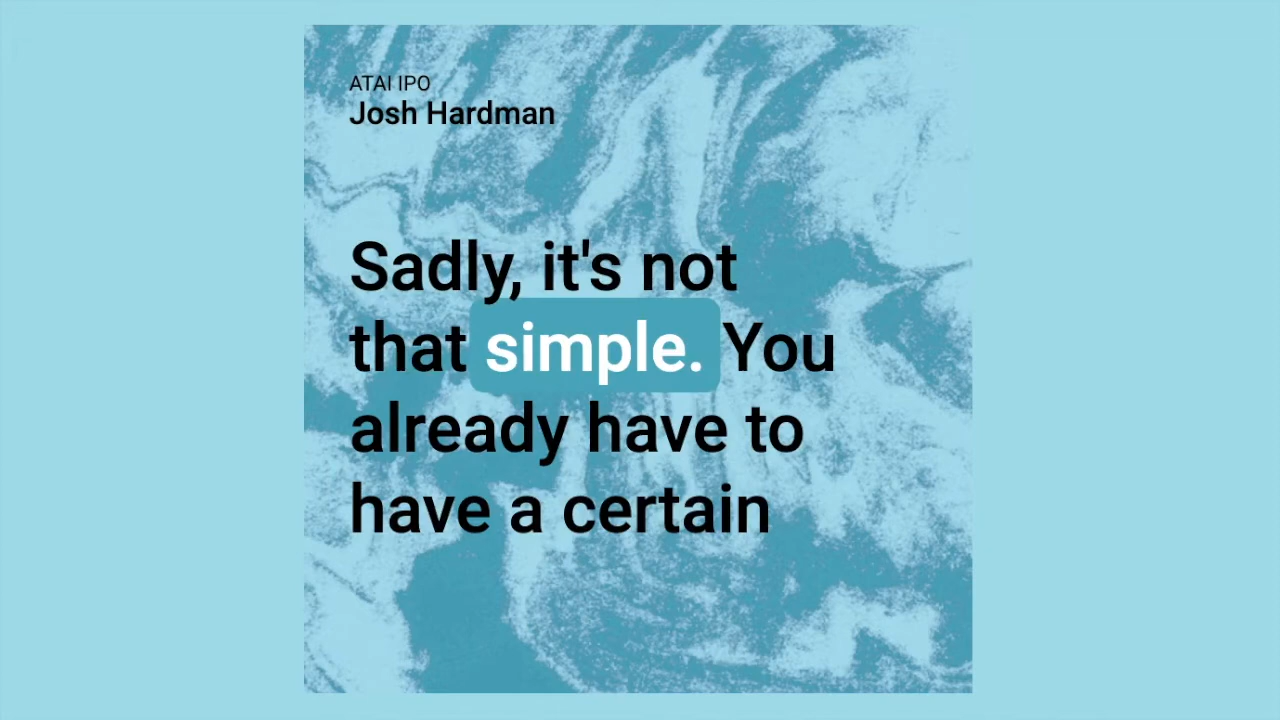 ATAI IPO
Josh Hardman
Sadly, it's not
that simple. You
already have to
have a certain